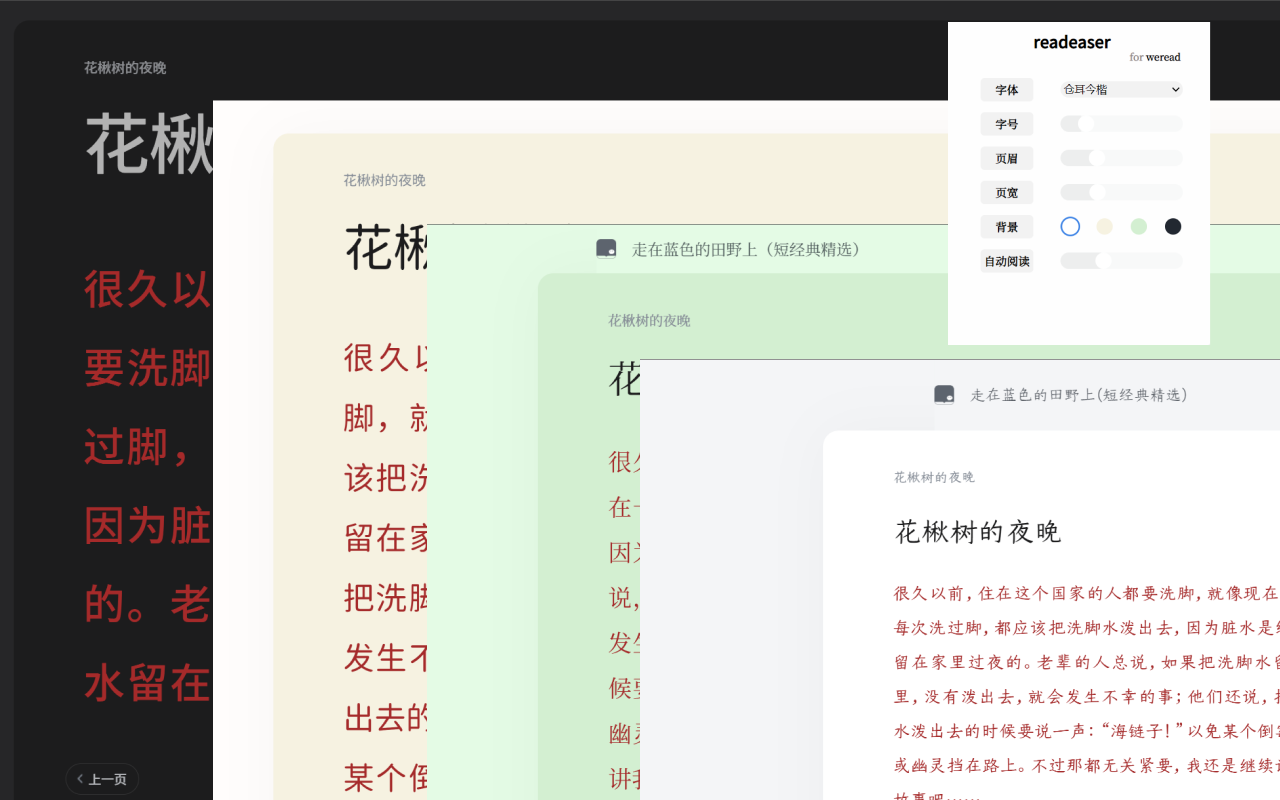 花楸树的夜晚
花楸
很久以
要洗脚
过脚，
因为脏
的。老
水留在
上一页
花楸树的夜晚
花
很久
脚，就
该把洗
留在家
把洗脚
发生不
出去的
某个倒
走在蓝色的田野上（短经典精选）
花楸树的夜晚
花
很久
在一
因为
说，
发生
候要
幽灵
讲我
走在蓝色的田野上(短经典精选)
花楸树的夜晚
花楸树的夜晚
很久以前，住在这个国家的人都要洗脚，就像现在
每次洗过脚，都应该把洗脚水泼出去，因为脏水是绝
留在家里过夜的。老辈的人总说，如果把洗脚水留
里，没有泼出去，就会发生不幸的事；他们还说，把
水泼出去的时候要说一声：“海链子！”以免某个倒霉
或幽灵挡在路上。不过那都无关紧要，我还是继续讲
故事吧……
readeaser
for weread
字体
仓耳今楷
字号
页眉
页宽
背景
自动阅读